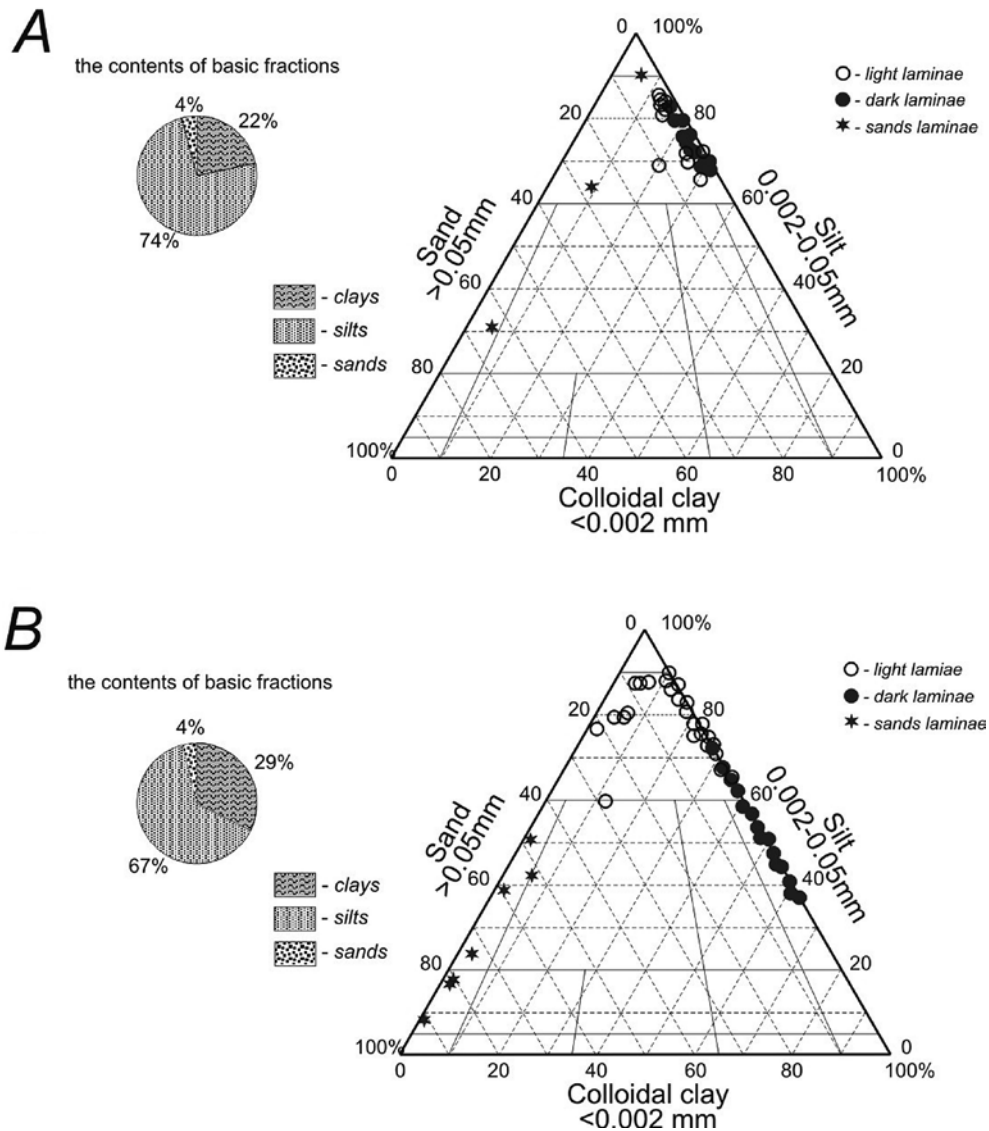 A
the contents of basic fractions
4%
22%
74%
- clays
- silts
- sands
0 100%
- light laminae
- dark laminae
- sands laminae
20 80
40 60
Sand
>0.05mm
Silt
0.002-0.05mm
60 40
80 20
100% 0
0 20 40 60 80 100%
Colloidal clay
<0.002 mm
B
the contents of basic fractions
4%
29%
67%
- clays
- silts
- sands
0 100%
- light lamiae
- dark laminae
- sands laminae
20 80
40 60
Sand
>0.05mm
Silt
0.002-0.05mm
60 40
80 20
100% 0
0 20 40 60 80 100%
Colloidal clay
<0.002 mm